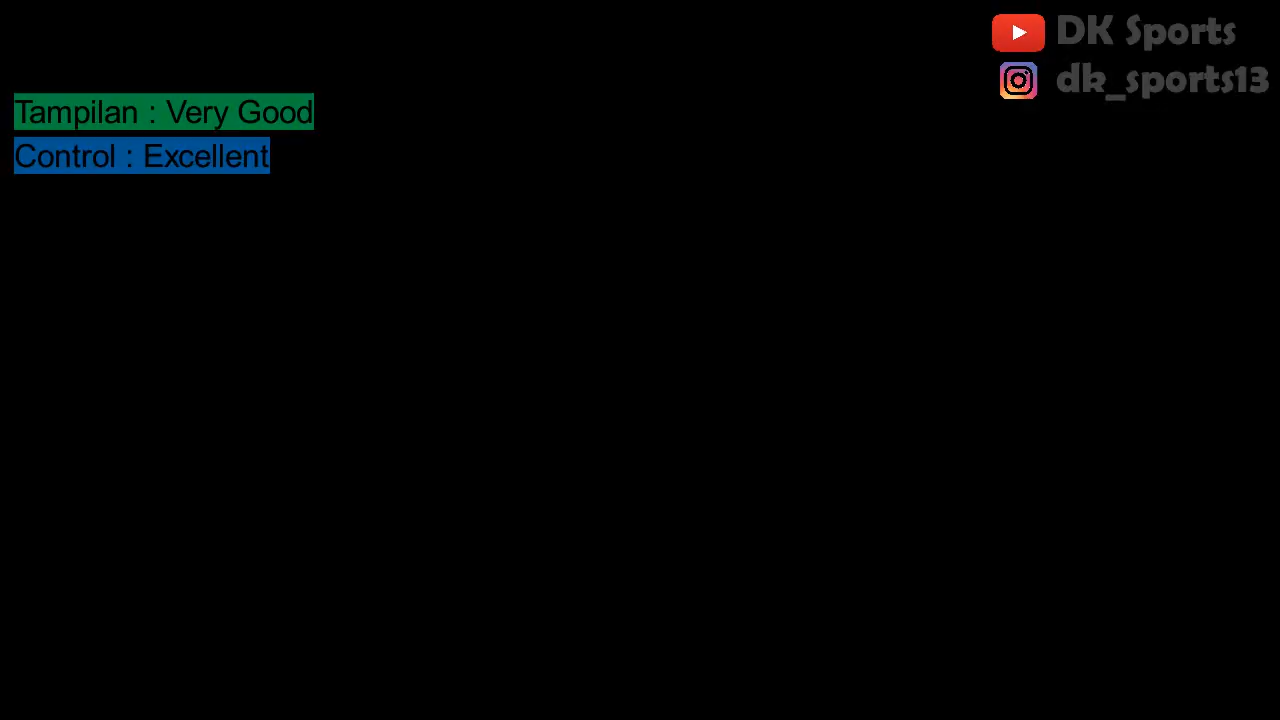 DK Sports
dk_sports13
Tampilan : Very Good
Control : Excellent